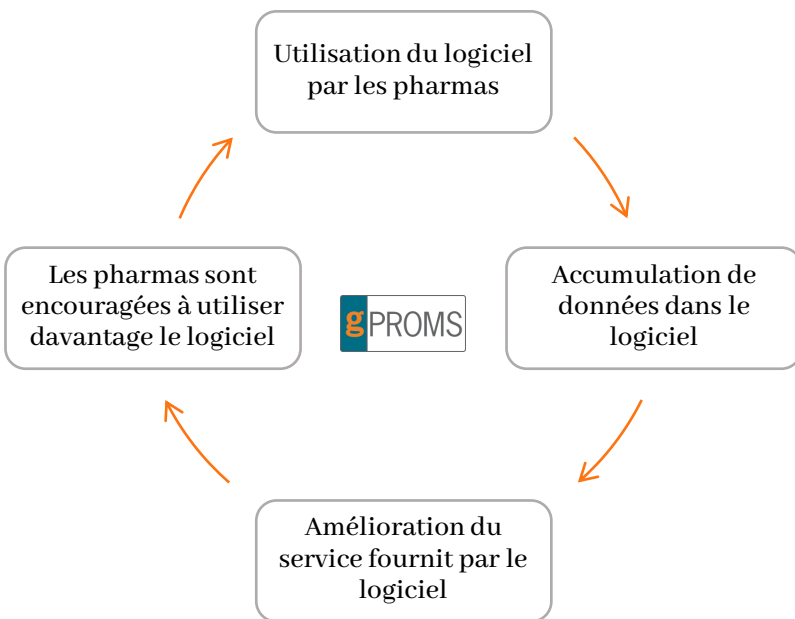 Utilisation du logiciel
par les pharmas
Les pharmas sont
encouragées à utiliser
davantage le logiciel
gPROMS
Accumulation de
données dans le
logiciel
Amélioration du
service fournit par le
logiciel